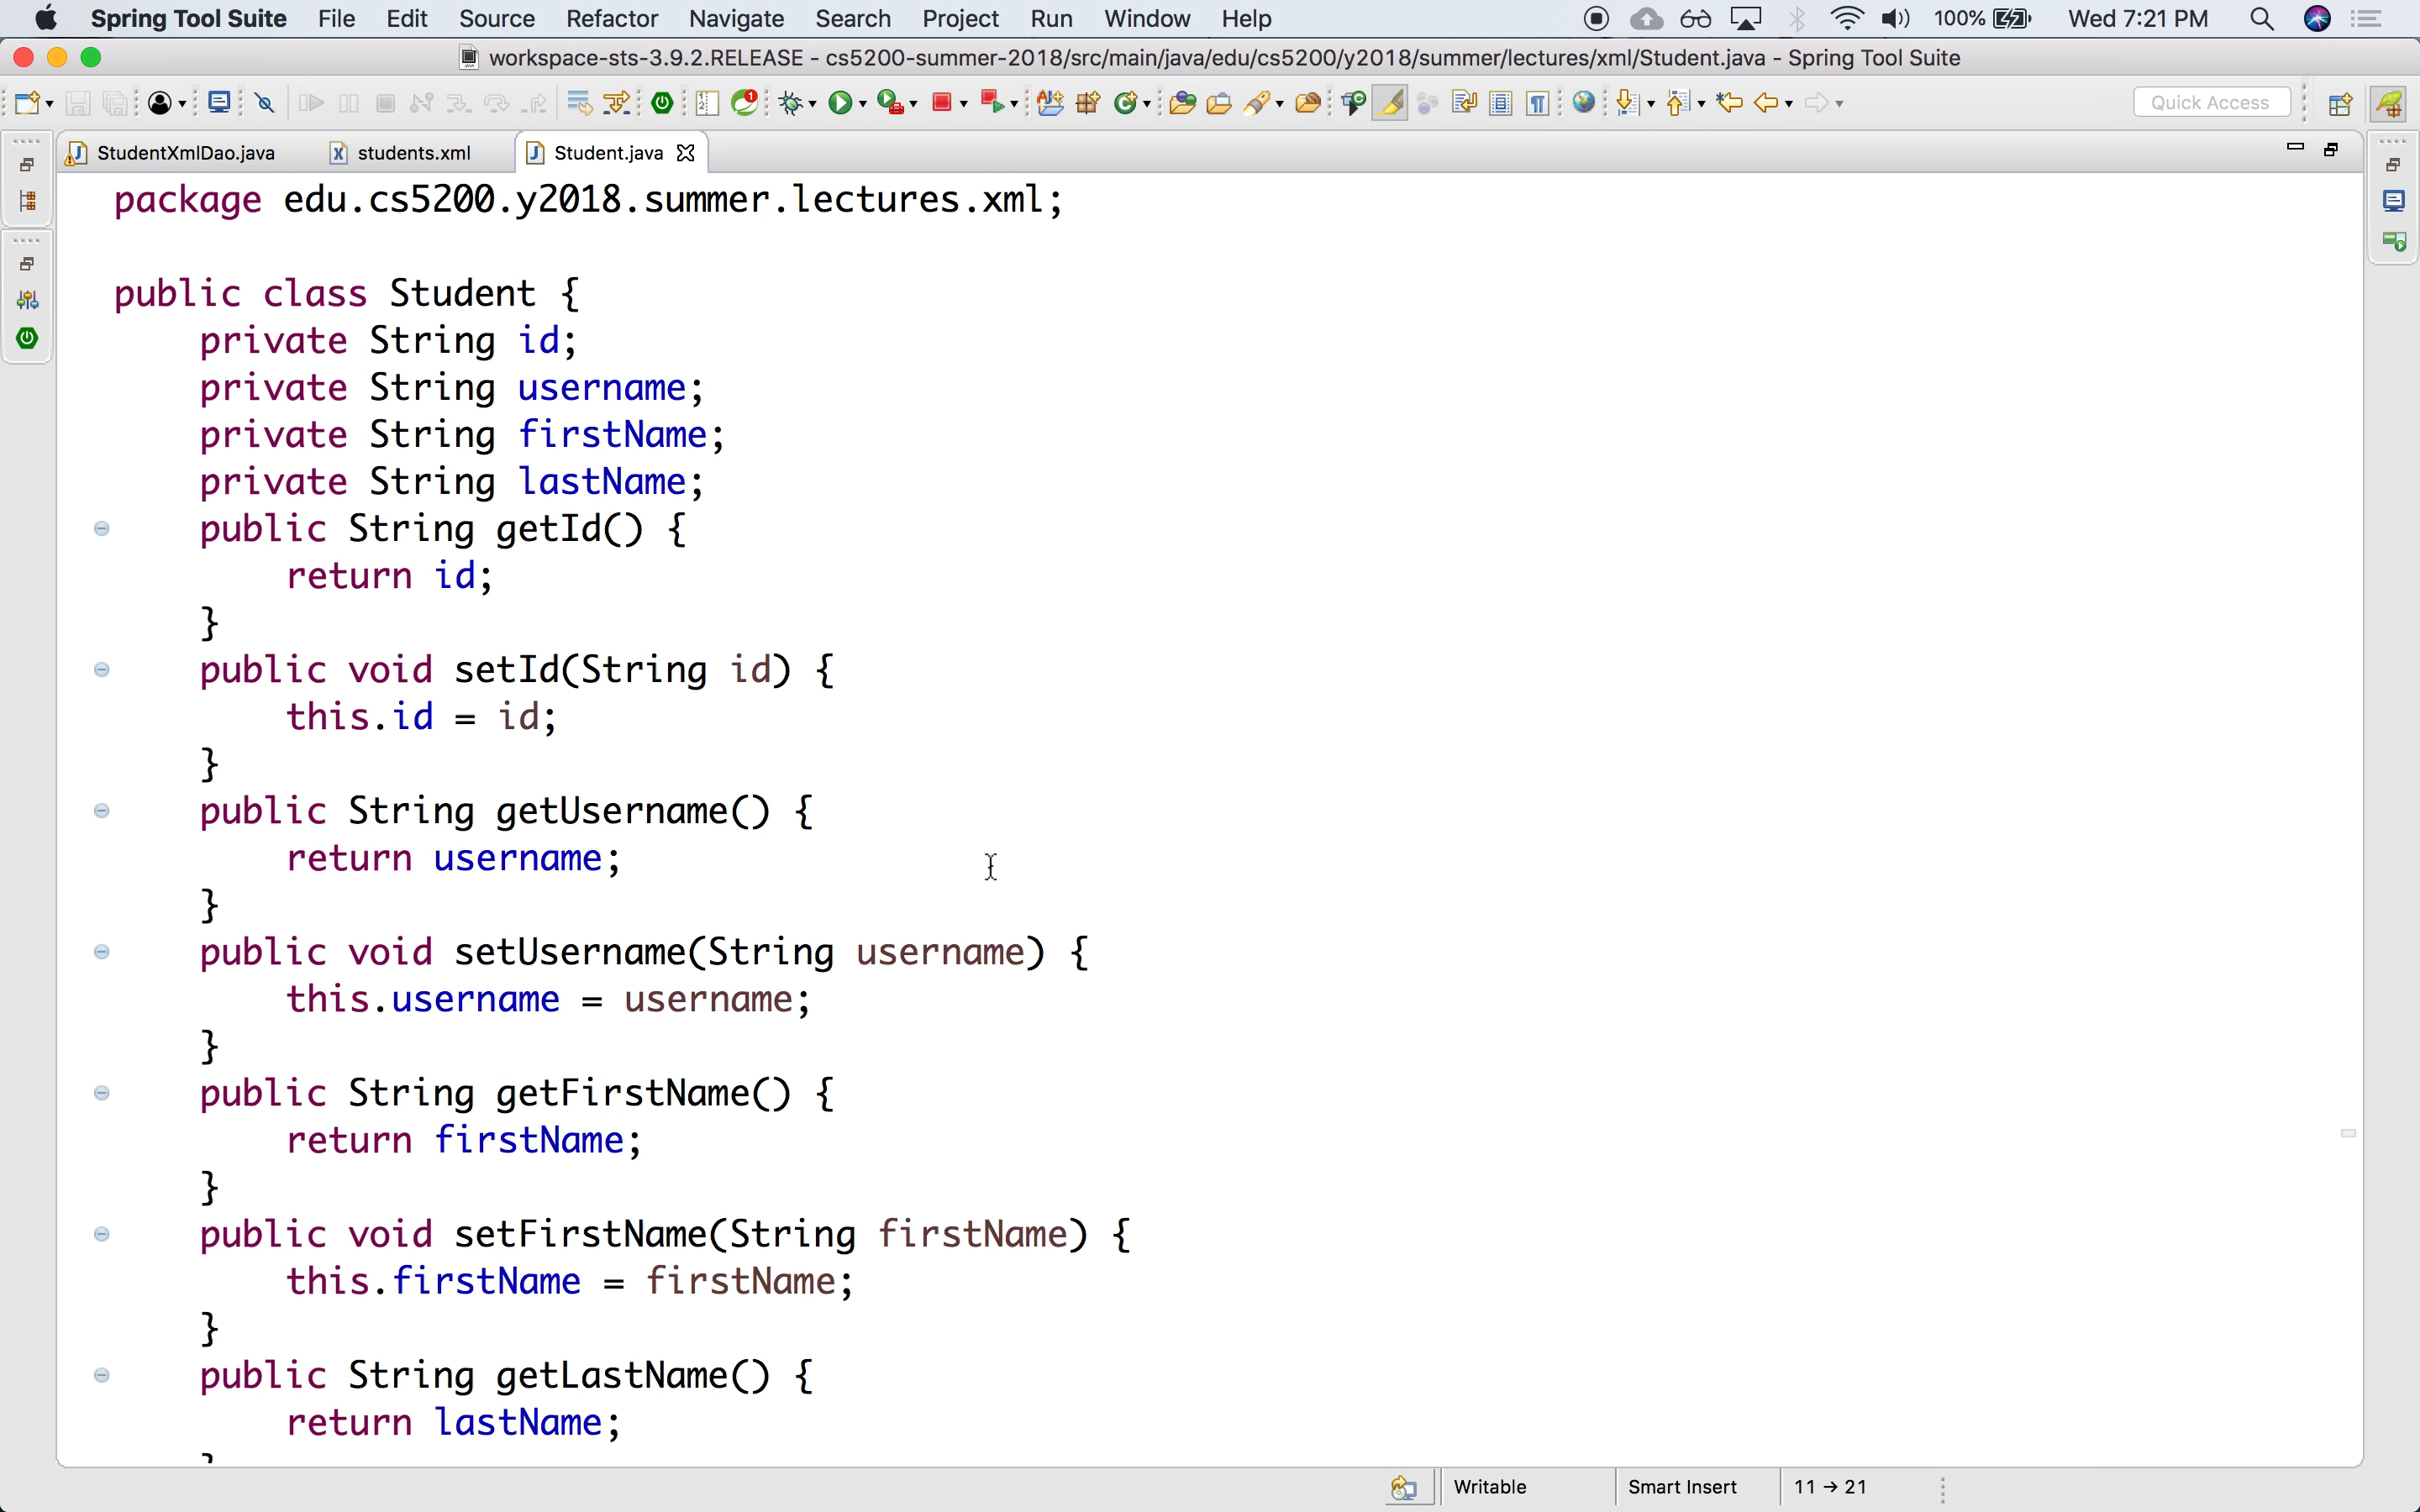 Spring Tool Suite File Edit Source Refactor Navigate Search Project Run Window Help 100% Wed 7:21 PM
workspace-sts-3.9.2.RELEASE - cs5200-summer-2018/src/main/java/edu/cs5200/y2018/summer/lectures/xml/Student.java - Spring Tool Suite
Quick Access
StudentXmlDao.java students.xml Student.java
package edu.cs5200.y2018.summer.lectures.xml;
public class Student {
private String id;
private String username;
private String firstName;
private String lastName;
public String getId() {
return id;
}
public void setId(String id) {
this.id = id;
}
public String getUsername() {
return username;
}
public void setUsername(String username) {
this.username = username;
}
public String getFirstName() {
return firstName;
}
public void setFirstName(String firstName) {
this.firstName = firstName;
}
public String getLastName() {
return lastName;
}
Writable Smart Insert 11 → 21